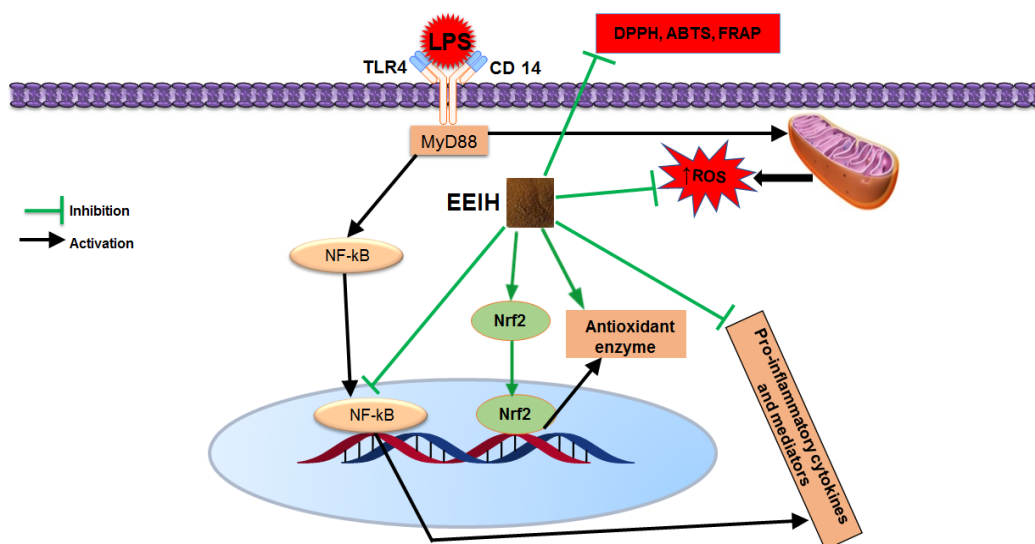 LPS
DPPH, ABTS, FRAP
TLR4
CD 14
MyD88
↑ROS
EEIH
Inhibition
Activation
NF-kB
Nrf2
Antioxidant
enzyme
Pro-inflammatory cytokines
and mediators
NF-kB
Nrf2